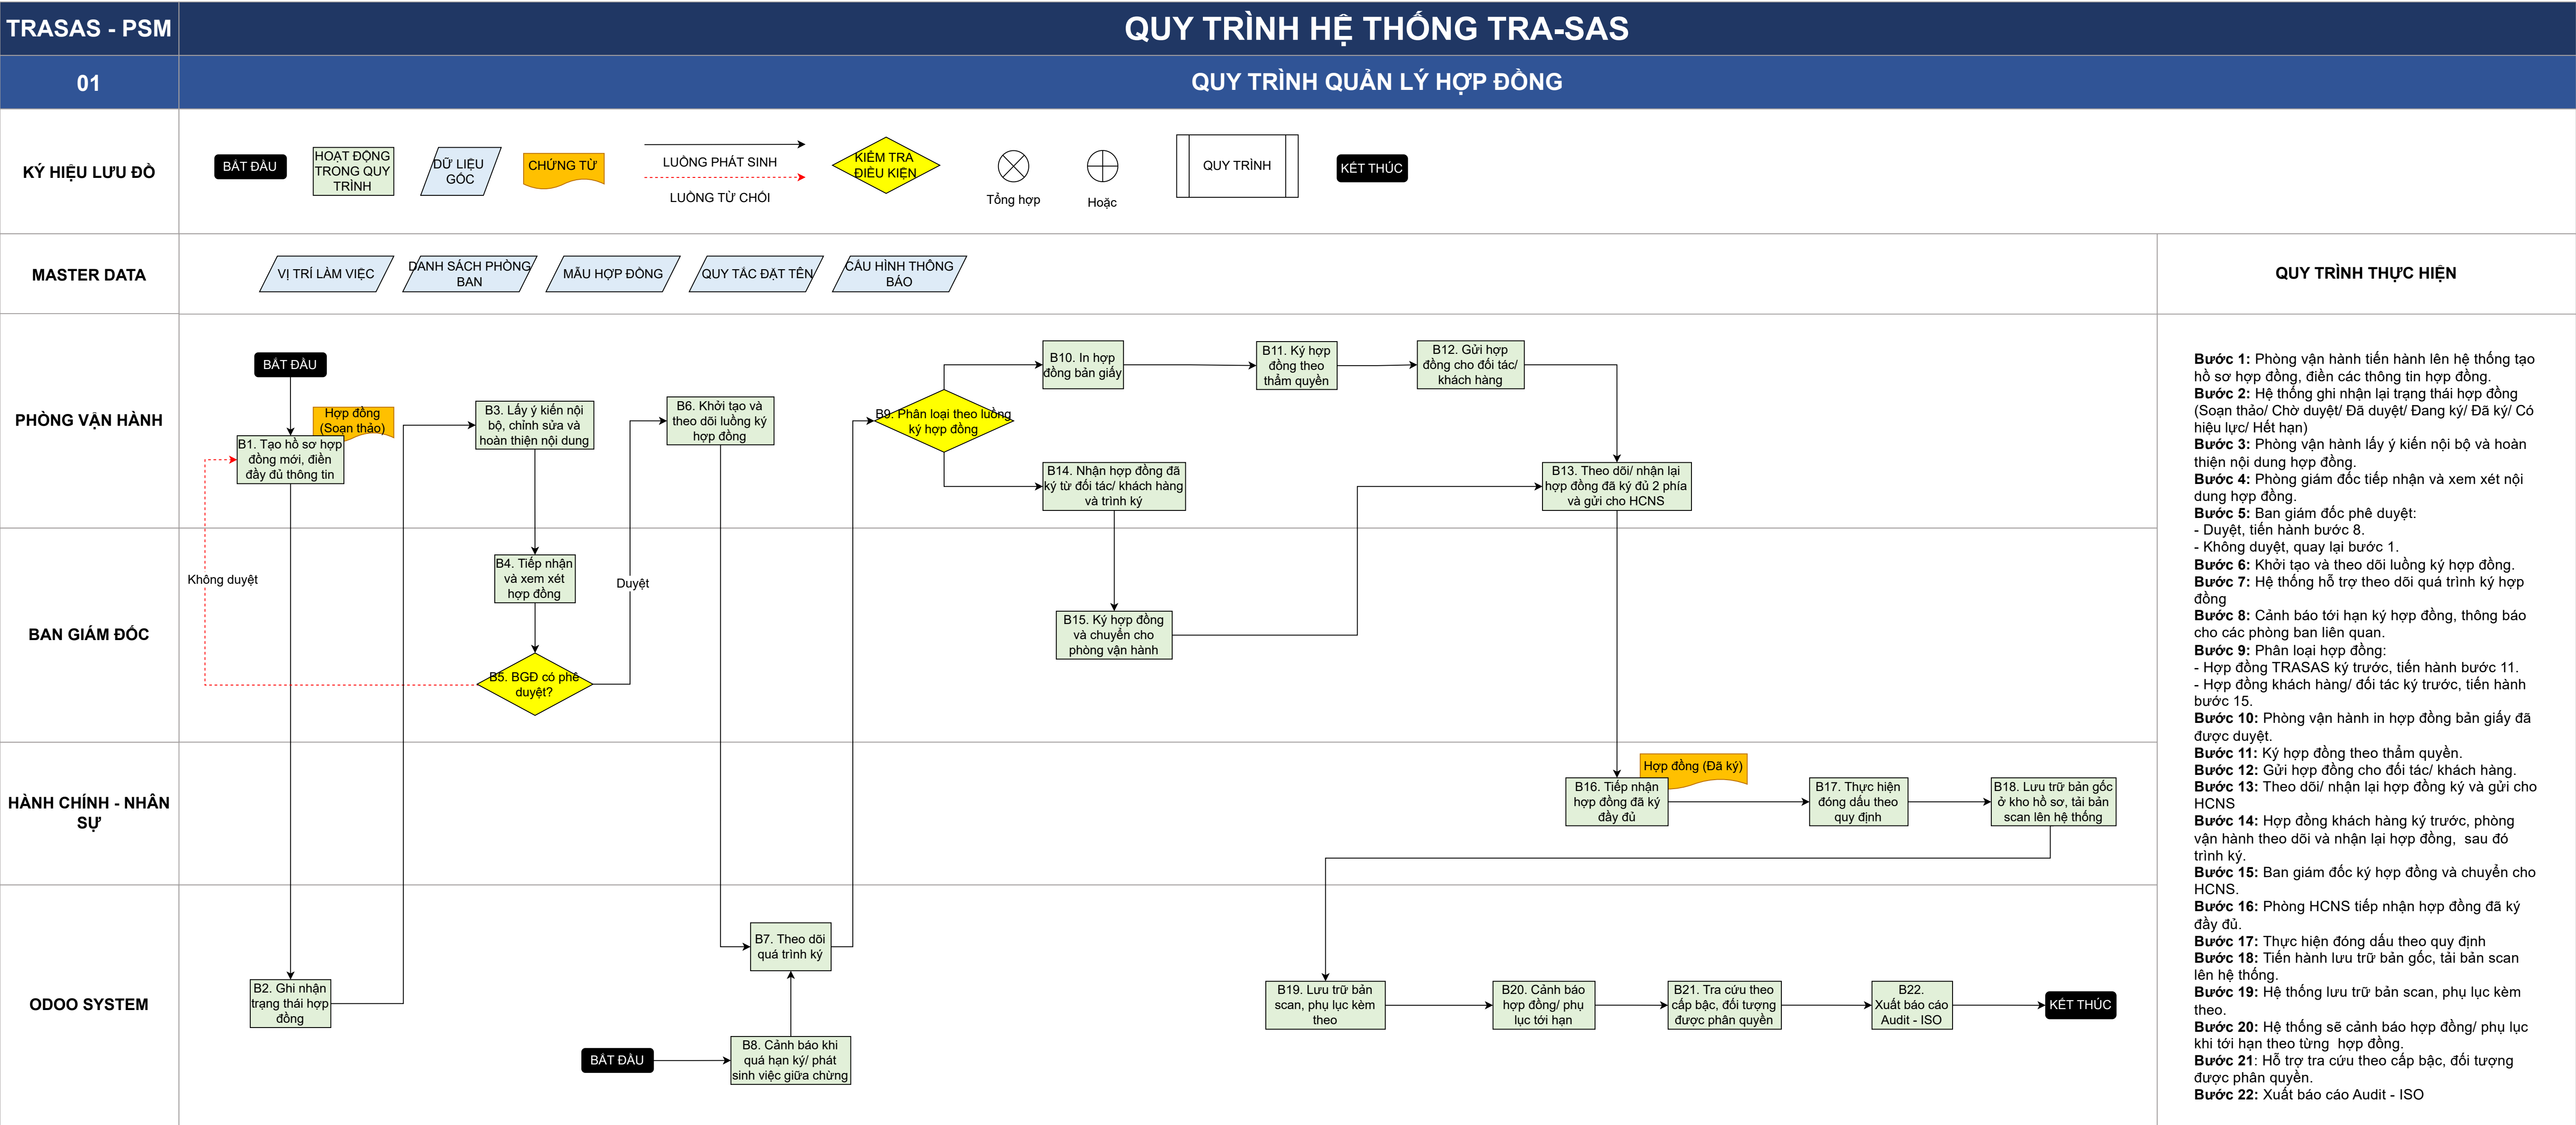 TRASAS - PSM
QUY TRÌNH HỆ THỐNG TRA-SAS
01
QUY TRÌNH QUẢN LÝ HỢP ĐỒNG
KÝ HIỆU LƯU ĐỒ
BẮT ĐẦU
HOẠT ĐỘNG
TRONG QUY
TRÌNH
DỮ LIỆU
GỐC
CHỨNG TỪ
LUỒNG PHÁT SINH
LUỒNG TỪ CHỐI
KIỂM TRA
ĐIỀU KIỆN
Tổng hợp
Hoặc
QUY TRÌNH
KẾT THÚC
MASTER DATA
VỊ TRÍ LÀM VIỆC
DANH SÁCH PHÒNG
BAN
MẪU HỢP ĐỒNG
QUY TẮC ĐẶT TÊN
CẤU HÌNH THÔNG
BÁO
QUY TRÌNH THỰC HIỆN
PHÒNG VẬN HÀNH
BẮT ĐẦU
Hợp đồng
(Soạn thảo)
B1. Tạo hồ sơ hợp
đồng mới, điền
đầy đủ thông tin
B3. Lấy ý kiến nội
bộ, chỉnh sửa và
hoàn thiện nội dung
B6. Khởi tạo và
theo dõi luồng ký
hợp đồng
B9. Phân loại theo luồng
ký hợp đồng
B10. In hợp
đồng bản giấy
B11. Ký hợp
đồng theo
thẩm quyền
B12. Gửi hợp
đồng cho đối tác/
khách hàng
B14. Nhận hợp đồng đã
ký từ đối tác/ khách hàng
và trình ký
B13. Theo dõi/ nhận lại
hợp đồng đã ký đủ 2 phía
và gửi cho HCNS
BAN GIÁM ĐỐC
Không duyệt
B4. Tiếp nhận
và xem xét
hợp đồng
Duyệt
B5. BGĐ có phê
duyệt?
B15. Ký hợp đồng
và chuyển cho
phòng vận hành
HÀNH CHÍNH - NHÂN
SỰ
Hợp đồng (Đã ký)
B16. Tiếp nhận
hợp đồng đã ký
đầy đủ
B17. Thực hiện
đóng dấu theo
quy định
B18. Lưu trữ bản gốc
ở kho hồ sơ, tải bản
scan lên hệ thống
ODOO SYSTEM
B2. Ghi nhận
trạng thái hợp
đồng
B7. Theo dõi
quá trình ký
BẮT ĐẦU
B8. Cảnh báo khi
quá hạn ký/ phát
sinh việc giữa chừng
B19. Lưu trữ bản
scan, phụ lục kèm
theo
B20. Cảnh báo
hợp đồng/ phụ
lục tới hạn
B21. Tra cứu theo
cấp bậc, đối tượng
được phân quyền
B22.
Xuất báo cáo
Audit - ISO
KẾT THÚC
Bước 1: Phòng vận hành tiến hành lên hệ thống tạo
hồ sơ hợp đồng, điền các thông tin hợp đồng.
Bước 2: Hệ thống ghi nhận lại trạng thái hợp đồng
(Soạn thảo/ Chờ duyệt/ Đã duyệt/ Đang ký/ Đã ký/ Có
hiệu lực/ Hết hạn)
Bước 3: Phòng vận hành lấy ý kiến nội bộ và hoàn
thiện nội dung hợp đồng.
Bước 4: Phòng giám đốc tiếp nhận và xem xét nội
dung hợp đồng.
Bước 5: Ban giám đốc phê duyệt:
- Duyệt, tiến hành bước 8.
- Không duyệt, quay lại bước 1.
Bước 6: Khởi tạo và theo dõi luồng ký hợp đồng.
Bước 7: Hệ thống hỗ trợ theo dõi quá trình ký hợp
đồng
Bước 8: Cảnh báo tới hạn ký hợp đồng, thông báo
cho các phòng ban liên quan.
Bước 9: Phân loại hợp đồng:
- Hợp đồng TRASAS ký trước, tiến hành bước 11.
- Hợp đồng khách hàng/ đối tác ký trước, tiến hành
bước 15.
Bước 10: Phòng vận hành in hợp đồng bản giấy đã
được duyệt.
Bước 11: Ký hợp đồng theo thẩm quyền.
Bước 12: Gửi hợp đồng cho đối tác/ khách hàng.
Bước 13: Theo dõi/ nhận lại hợp đồng ký và gửi cho
HCNS
Bước 14: Hợp đồng khách hàng ký trước, phòng
vận hành theo dõi và nhận lại hợp đồng, sau đó
trình ký.
Bước 15: Ban giám đốc ký hợp đồng và chuyển cho
HCNS.
Bước 16: Phòng HCNS tiếp nhận hợp đồng đã ký
đầy đủ.
Bước 17: Thực hiện đóng dấu theo quy định
Bước 18: Tiến hành lưu trữ bản gốc, tải bản scan
lên hệ thống.
Bước 19: Hệ thống lưu trữ bản scan, phụ lục kèm
theo.
Bước 20: Hệ thống sẽ cảnh báo hợp đồng/ phụ lục
khi tới hạn theo từng hợp đồng.
Bước 21: Hỗ trợ tra cứu theo cấp bậc, đối tượng
được phân quyền.
Bước 22: Xuất báo cáo Audit - ISO